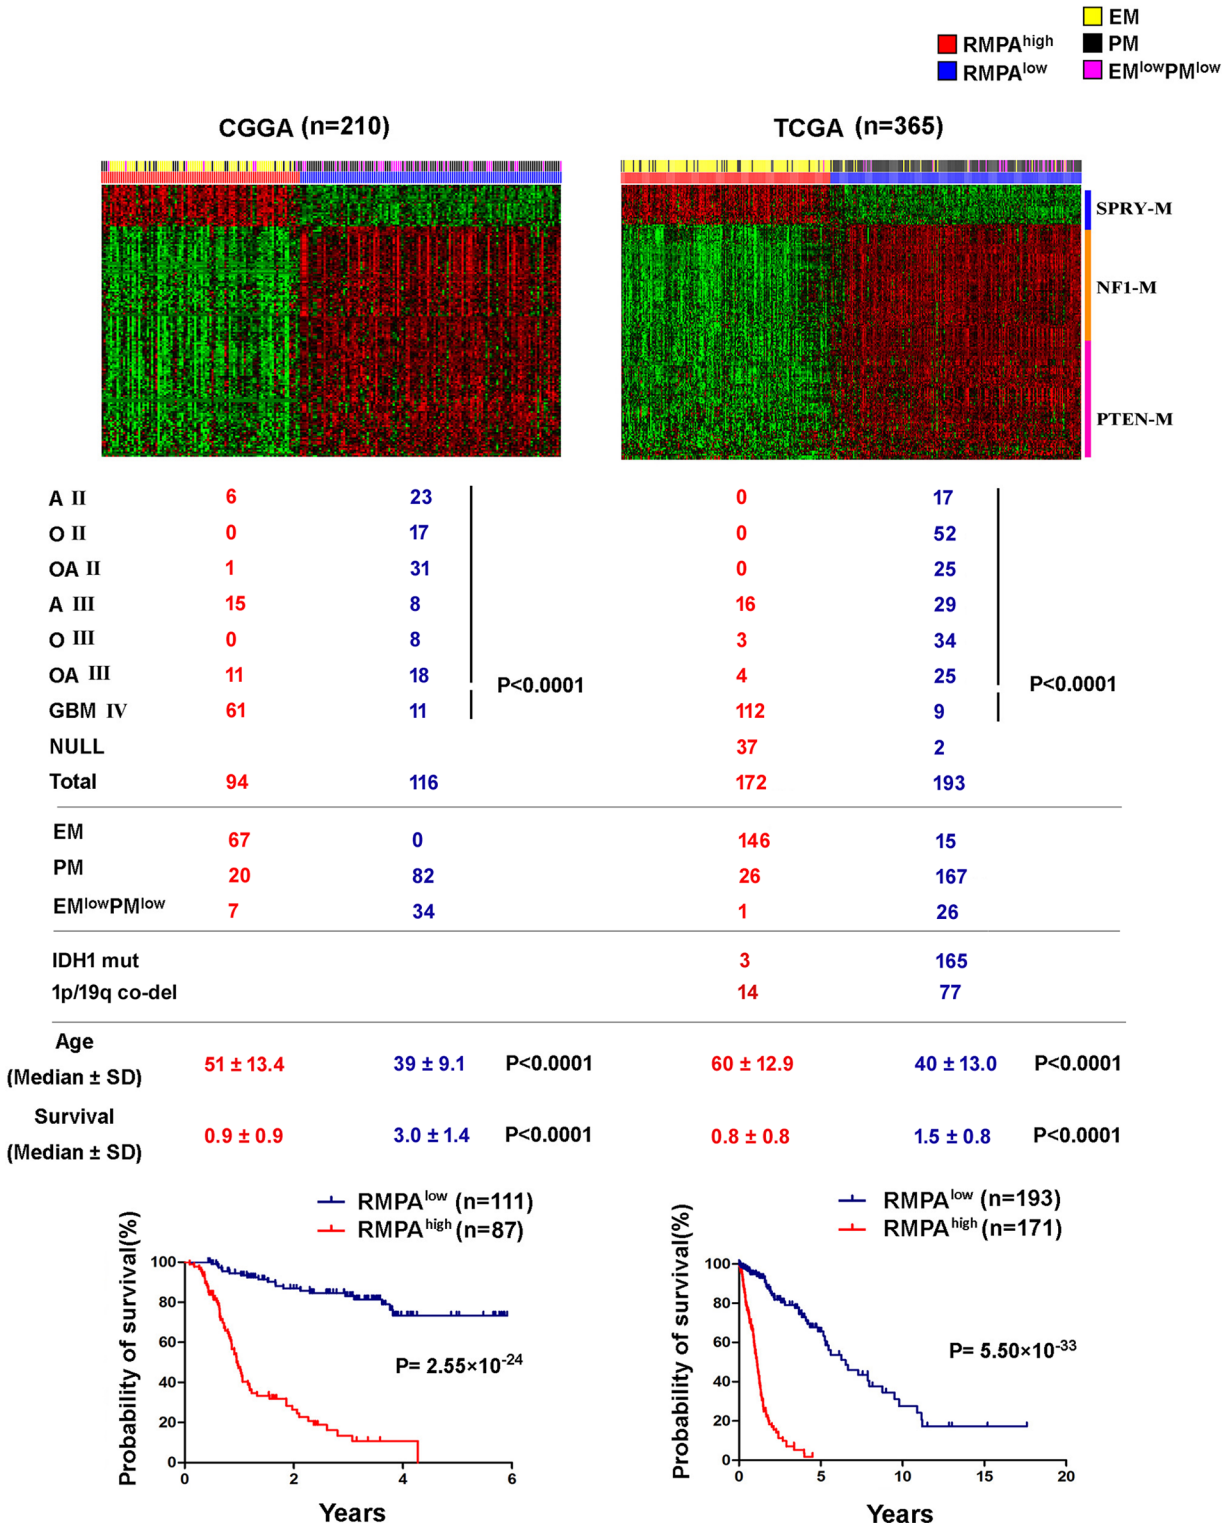 EM
RMPAhigh PM
RMPAlow EMlowPMlow
CGGA (n=210) TCGA (n=365)
SPRY-M
NF1-M
PTEN-M
A II 6 23 0 17
O II 0 17 0 52
OA II 1 31 0 25
A III 15 8 16 29
O III 0 8 3 34
OA III 11 18 4 25
P<0.0001 P<0.0001
GBM IV 61 11 112 9
NULL 37 2
Total 94 116 172 193
EM 67 0 146 15
PM 20 82 26 167
EMlowPMlow 7 34 1 26
IDH1 mut 3 165
1p/19q co-del 14 77
Age
(Median ± SD) 51 ± 13.4 39 ± 9.1 P<0.0001 60 ± 12.9 40 ± 13.0 P<0.0001
Survival
(Median ± SD) 0.9 ± 0.9 3.0 ± 1.4 P<0.0001 0.8 ± 0.8 1.5 ± 0.8 P<0.0001
RMPAlow (n=111)
RMPAhigh (n=87)
Probability of survival(%)
100
80
60
40
20
0
P= 2.55×10-24
0 2 4 6
Years
RMPAlow (n=193)
RMPAhigh (n=171)
Probability of survival(%)
100
80
60
40
20
0
P= 5.50×10-33
0 5 10 15 20
Years